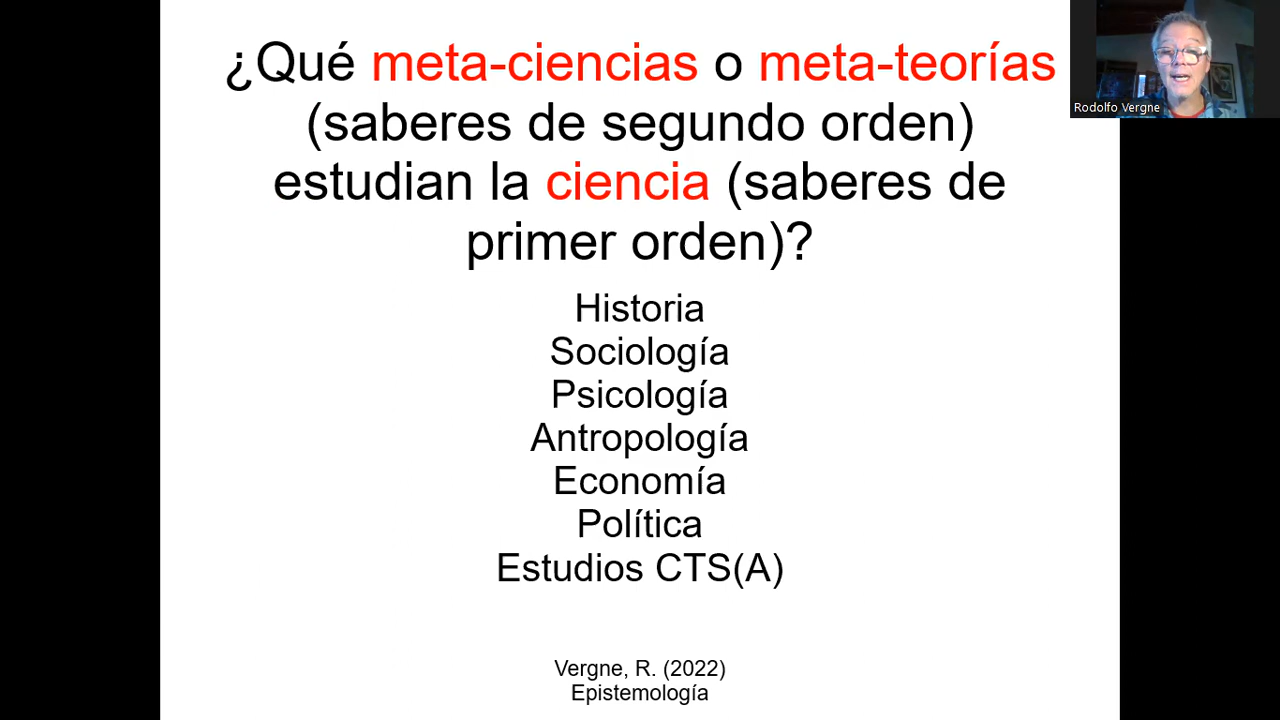 ¿Qué meta-ciencias o meta-teorías
(saberes de segundo orden)
estudian la ciencia (saberes de
primer orden)?
Historia
Sociología
Psicología
Antropología
Economía
Política
Estudios CTS(A)
Vergne, R. (2022)
Epistemología
Rodolfo Vergne